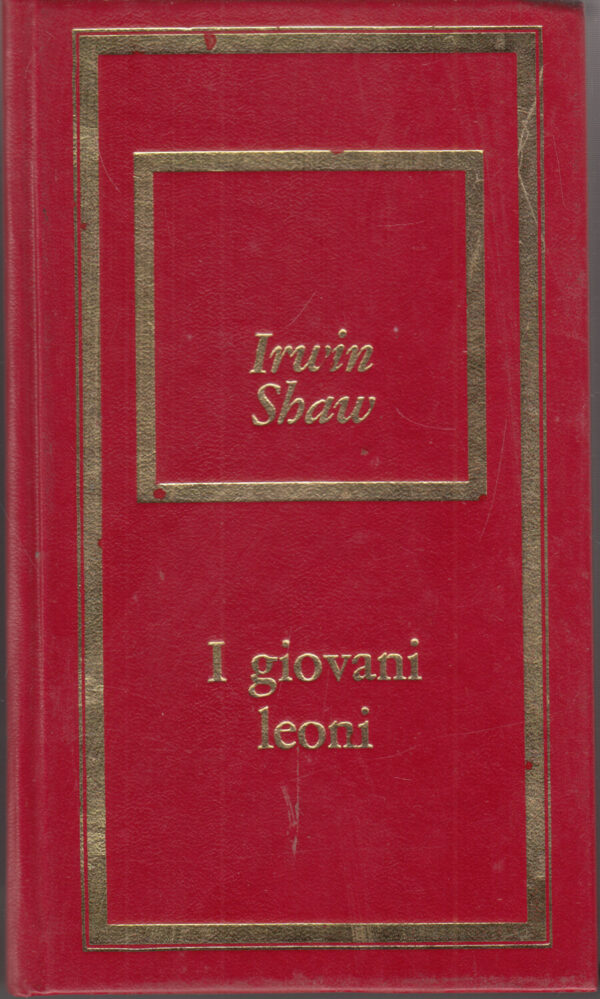 Irwin
Shaw
I giovani
leoni